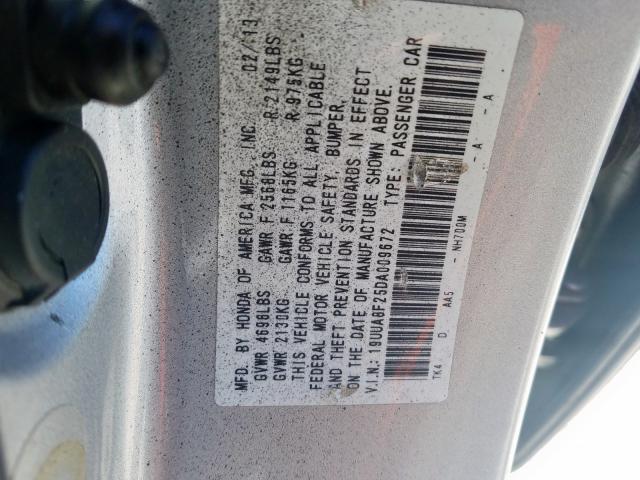 MFD. BY HONDA OF AMERICA MFG., INC. 02/13
GVWR 4698LBS GAWR F 2568LBS R 2149LBS
GVWR 2130KG GAWR F 1165KG R 975KG
THIS VEHICLE CONFORMS TO ALL APPLICABLE
FEDERAL MOTOR VEHICLE SAFETY, BUMPER,
AND THEFT PREVENTION STANDARDS IN EFFECT
ON THE DATE OF MANUFACTURE SHOWN ABOVE.
V.I.N.: 19UUA8F25DA009672 TYPE: PASSENGER CAR
TK4 D AA5 - NH700M - A - A